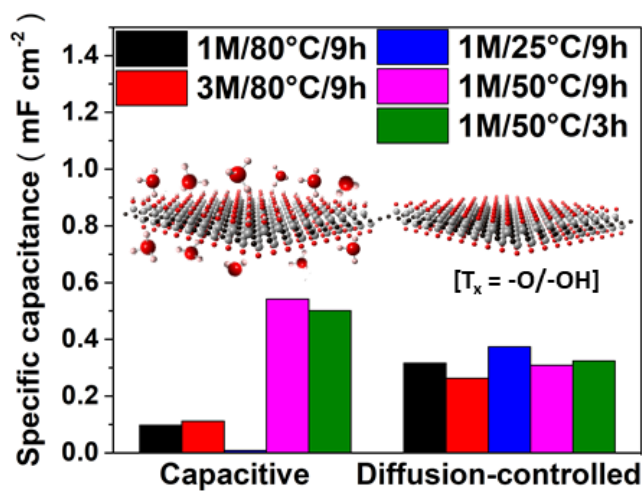 Specific capacitance ( mF cm⁻²)
1.4
1.2
1.0
0.8
0.6
0.4
0.2
0.0
1M/80°C/9h
3M/80°C/9h
1M/25°C/9h
1M/50°C/9h
1M/50°C/3h
[Tₓ = -O/-OH]
Capacitive
Diffusion-controlled